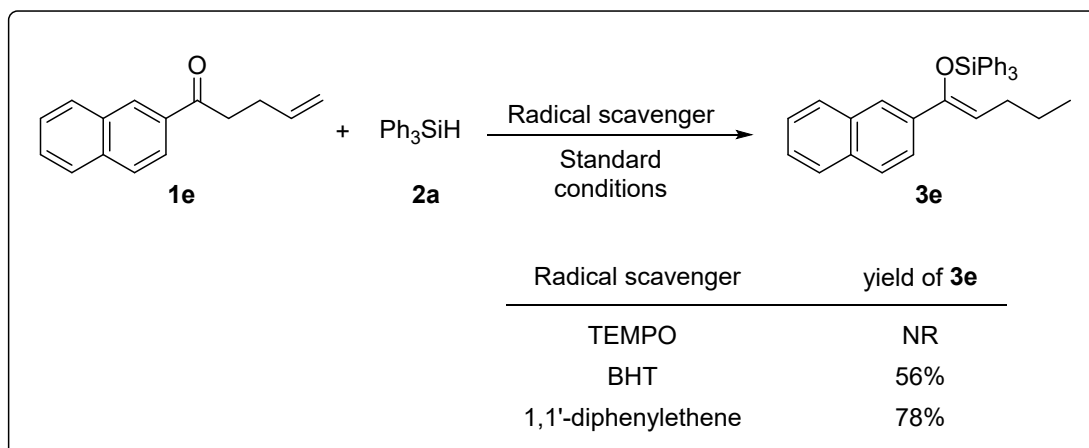 O
OSiPh3
+
Ph3SiH
Radical scavenger
Standard
conditions
1e
2a
3e
Radical scavenger yield of 3e
TEMPO NR
BHT 56%
1,1'-diphenylethene 78%